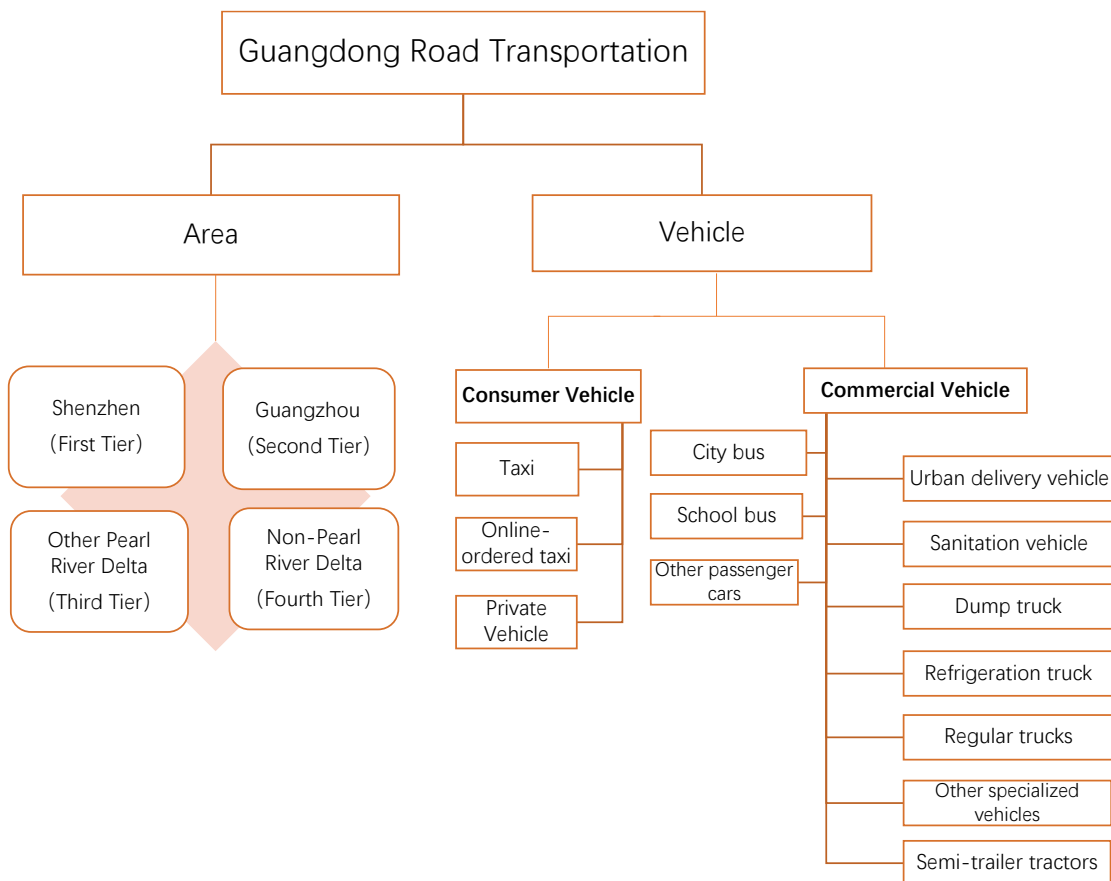 Guangdong Road Transportation
Area
Vehicle
Shenzhen
(First Tier)
Guangzhou
(Second Tier)
Other Pearl
River Delta
(Third Tier)
Non-Pearl
River Delta
(Fourth Tier)
Consumer Vehicle
Taxi
Online-
ordered taxi
Private
Vehicle
Commercial Vehicle
City bus
School bus
Other passenger
cars
Urban delivery vehicle
Sanitation vehicle
Dump truck
Refrigeration truck
Regular trucks
Other specialized
vehicles
Semi-trailer tractors